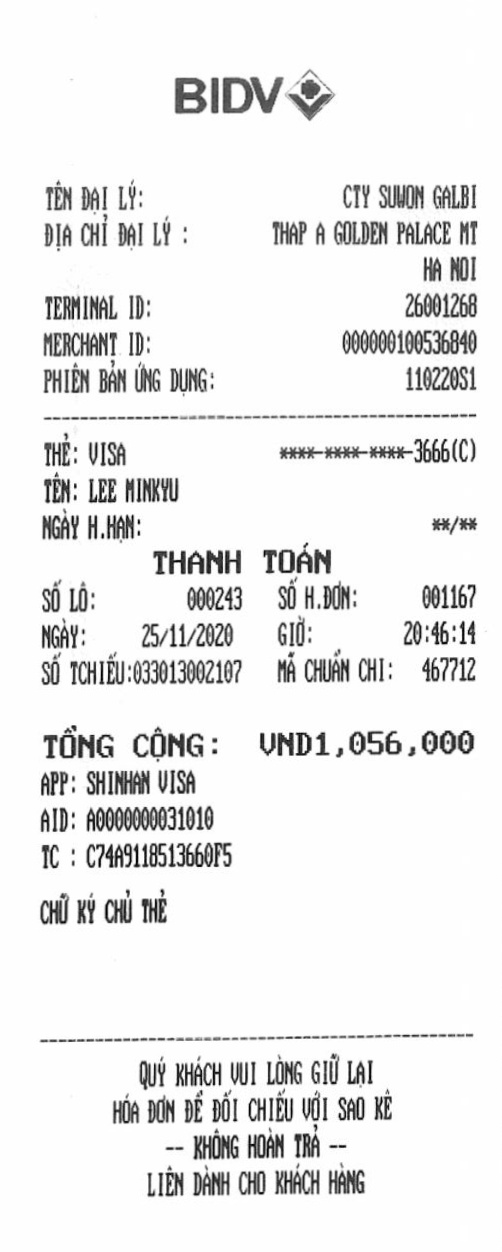 BIDV
TÊN ĐẠI LÝ: CTY SUWON GALBI
ĐỊA CHỈ ĐẠI LÝ : THAP A GOLDEN PALACE MT
HA NOI
TERMINAL ID: 26001268
MERCHANT ID: 000000100536840
PHIÊN BẢN ỨNG DỤNG: 110220S1
THẺ: VISA ****-****-****-3666(C)
TÊN: LEE MINKYU
NGÀY H.HẠN: **/**
THANH TOÁN
SỐ LÔ: 000243 SỐ H.ĐƠN: 001167
NGÀY: 25/11/2020 GIỜ: 20:46:14
SỐ TCHIẾU:033013002107 MÃ CHUẨN CHI: 467712
TỔNG CỘNG: VND1,056,000
APP: SHINHAN VISA
AID: A0000000031010
TC : C74A9118513660F5
CHỮ KÝ CHỦ THẺ
QUÝ KHÁCH VUI LÒNG GIỮ LẠI
HÓA ĐƠN ĐỂ ĐỐI CHIẾU VỚI SAO KÊ
-- KHÔNG HOÀN TRẢ --
LIÊN DÀNH CHO KHÁCH HÀNG